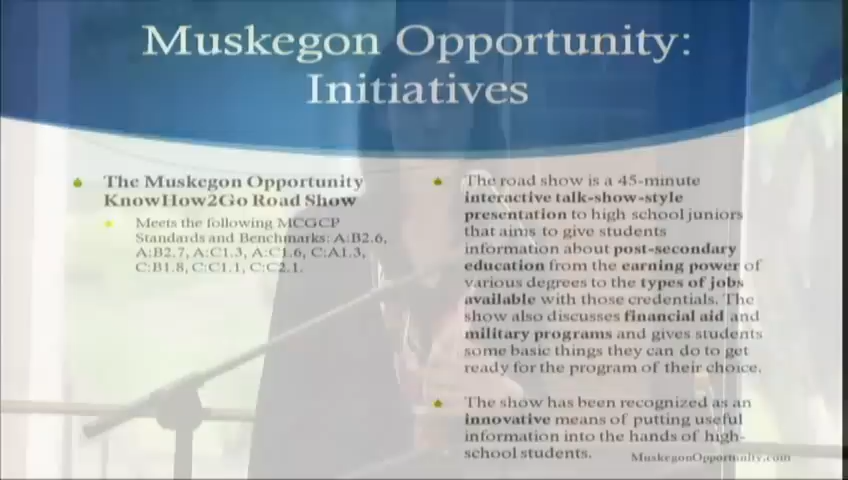 Muskegon Opportunity:
Initiatives
The Muskegon Opportunity
KnowHow2Go Road Show
Meets the following MCGCP
Standards and Benchmarks: A:B2.6,
A:B2.7, A:C1.3, A:C1.6, C:A1.3,
C:B1.8, C:C1.1, C:C2.1.
The road show is a 45-minute
interactive talk-show-style
presentation to high school juniors
that aims to give students
information about post-secondary
education from the earning power of
various degrees to the types of jobs
available with those credentials. The
show also discusses financial aid and
military programs and gives students
some basic things they can do to get
ready for the program of their choice.
The show has been recognized as an
innovative means of putting useful
information into the hands of high-
school students.
MuskegonOpportunity.com